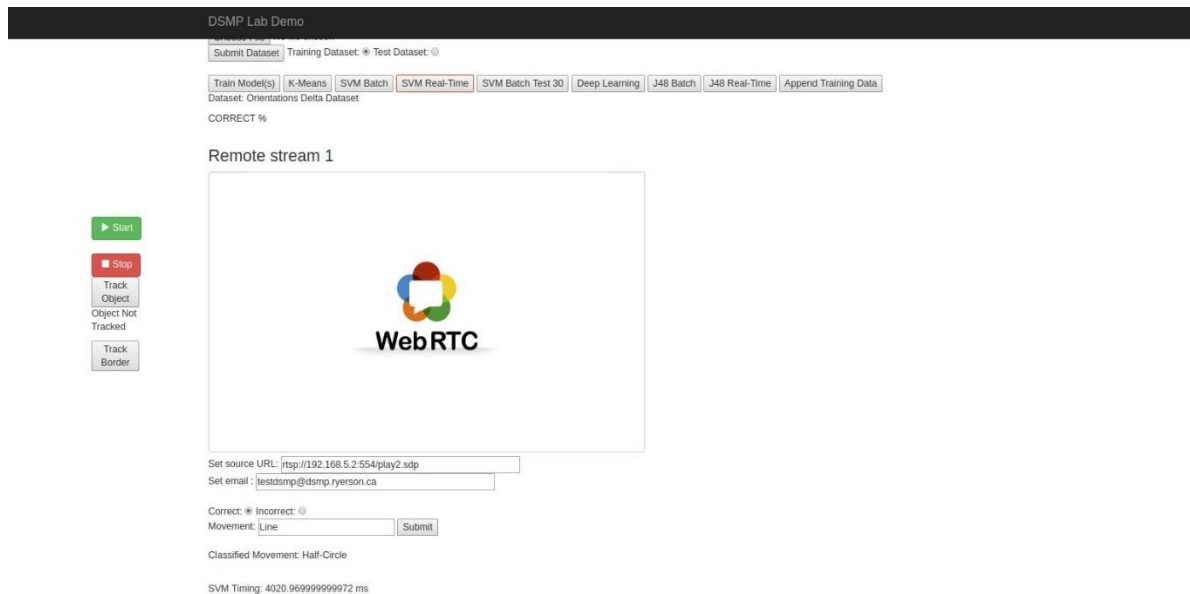 DSMP Lab Demo
Submit Dataset Training Dataset: Test Dataset:
Train Model(s) K-Means SVM Batch SVM Real-Time SVM Batch Test 30 Deep Learning J48 Batch J48 Real-Time Append Training Data
Dataset: Orientations Delta Dataset
CORRECT %
Remote stream 1
Start
Stop
Track
Object
Object Not
Tracked
Track
Border
WebRTC
Set source URL: rtsp://192.168.5.2:554/play2.sdp
Set email : testdsmp@dsmp.ryerson.ca
Correct: Incorrect:
Movement: Line Submit
Classified Movement: Half-Circle
SVM Timing: 4020.969999999972 ms